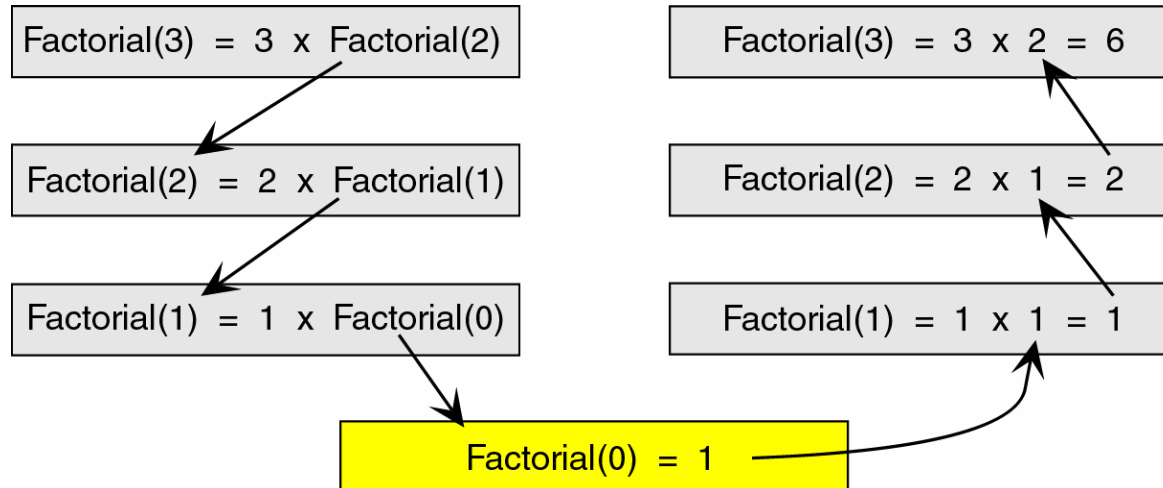 Factorial(3) = 3 x Factorial(2)
Factorial(2) = 2 x Factorial(1)
Factorial(1) = 1 x Factorial(0)
Factorial(0) = 1
Factorial(1) = 1 x 1 = 1
Factorial(2) = 2 x 1 = 2
Factorial(3) = 3 x 2 = 6